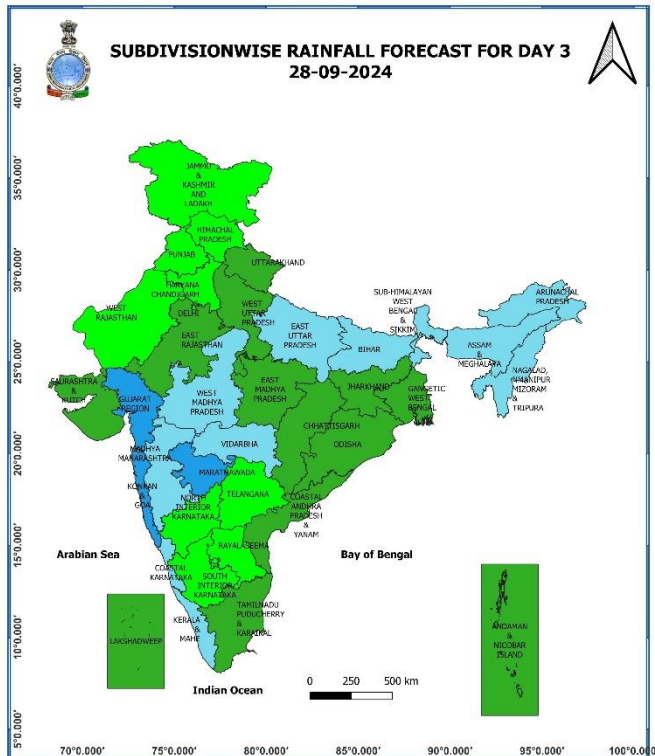 SUBDIVISIONWISE RAINFALL FORECAST FOR DAY 3
28-09-2024
40°0.000'
35°0.000'
30°0.000'
25°0.000'
20°0.000'
15°0.000'
10°0.000'
5°0.000'
JAMMU
&
KASHMIR
AND
LADAKH
HIMACHAL
PRADESH
PUNJAB
UTTARAKHAND
HARYANA
CHANDIGARH
DELHI
WEST
RAJASTHAN
WEST
UTTAR
PRADESH
SUB-HIMALAYAN
WEST
BENGAL
&
SIKKIM
ARUNACHAL
PRADESH
EAST
RAJASTHAN
EAST
UTTAR
PRADESH
BIHAR
ASSAM
&
MEGHALAYA
NAGALAD,
MANIPUR
MIZORAM
&
TRIPURA
SAURASHTRA
&
KUTCH
GUJARAT
REGION
WEST
MADHYA
PRADESH
EAST
MADHYA
PRADESH
JHARKHAND
GANGETIC
WEST
BENGAL
CHHATTISGARH
ODISHA
MADHYA
MAHARASHTRA
VIDARBHA
MARATHAWADA
KONKAN
&
GOA
NORTH
INTERIOR
KARNATAKA
TELANGANA
COASTAL
ANDHRA
PRADESH
&
YANAM
RAYALASEEMA
Arabian Sea
Bay of Bengal
COASTAL
KARNATAKA
SOUTH
INTERIOR
KARNATAKA
TAMILNADU
PUDUCHERRY
&
KARAIKAL
KERALA
&
MAHE
LAKSHADWEEP
ANDAMAN
&
NICOBAR
ISLAND
Indian Ocean
0 250 500 km
70°0.000' 75°0.000' 80°0.000' 85°0.000' 90°0.000' 95°0.000' 100°0.000'